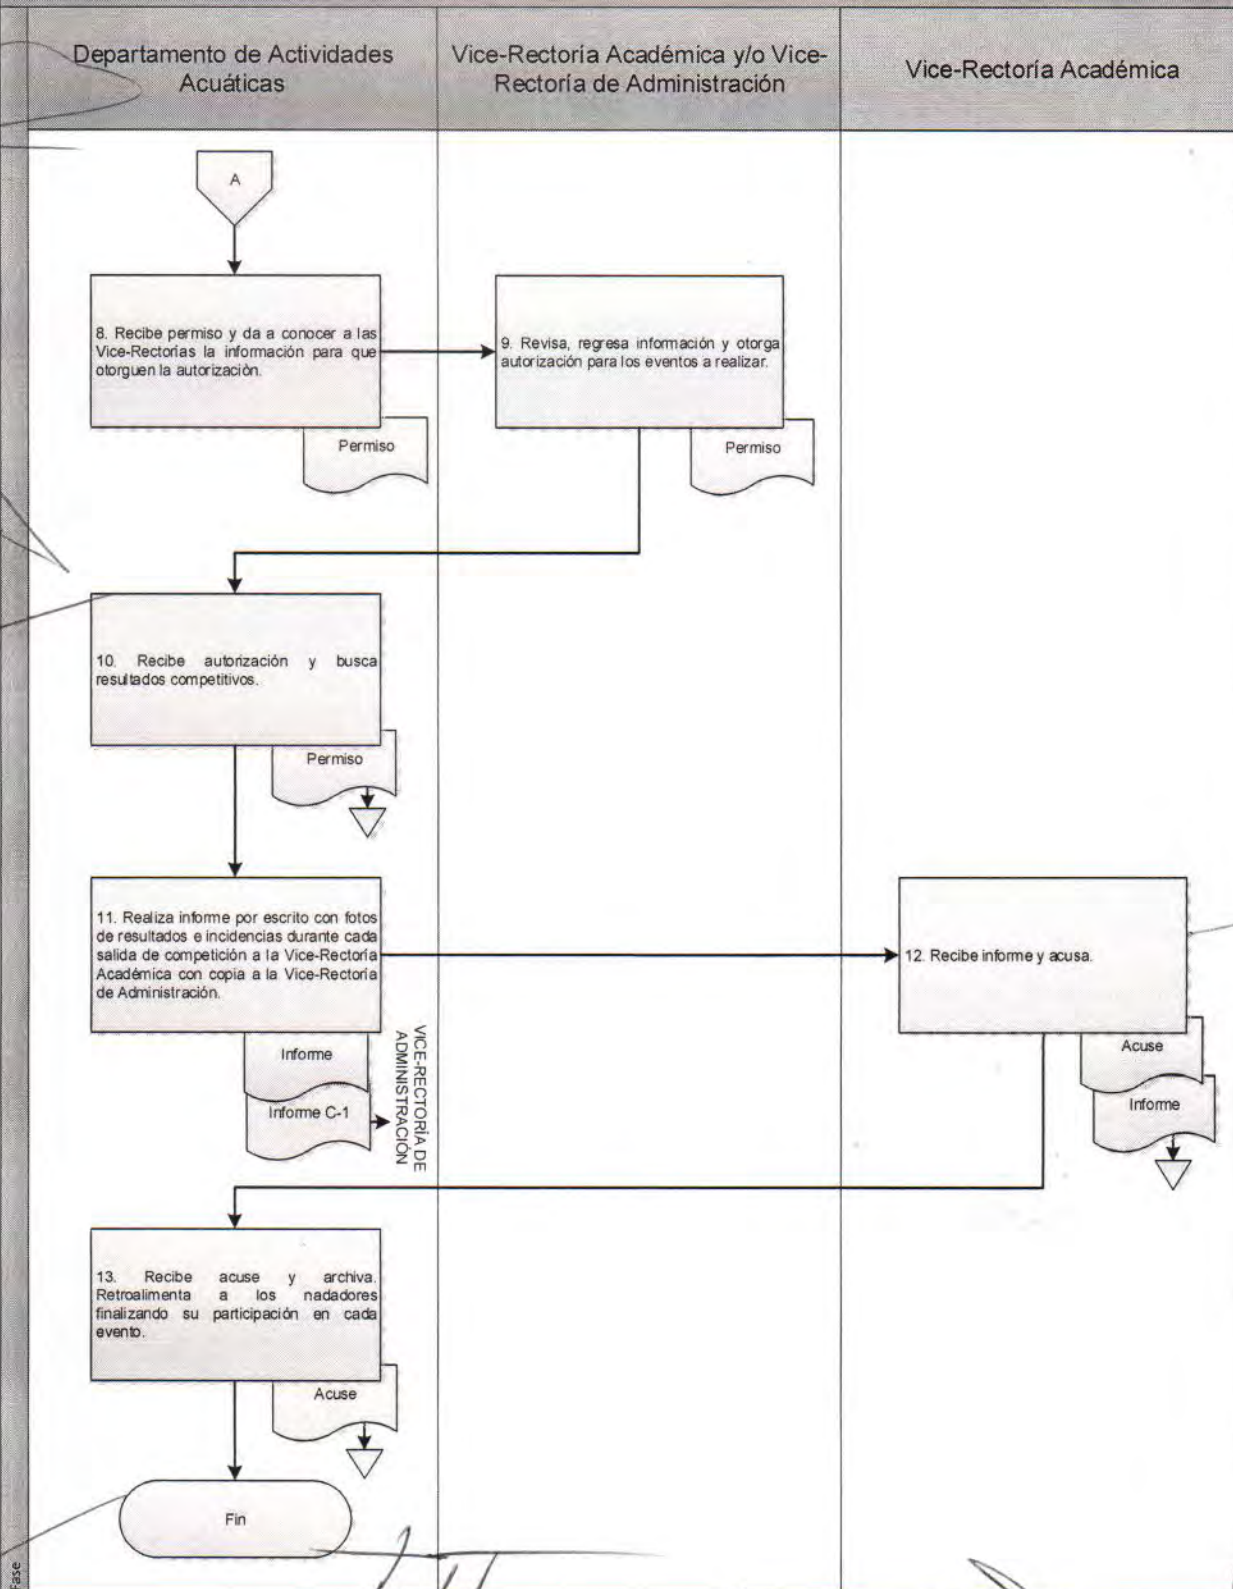 Departamento de Actividades
Acuáticas
Vice-Rectoría Académica y/o Vice-
Rectoría de Administración
Vice-Rectoría Académica
A
8. Recibe permiso y da a conocer a las
Vice-Rectorías la información para que
otorguen la autorización.
Permiso
9. Revisa, regresa información y otorga
autorización para los eventos a realizar.
Permiso
10. Recibe autorización y busca
resultados competitivos.
Permiso
11. Realiza informe por escrito con fotos
de resultados e incidencias durante cada
salida de competición a la Vice-Rectoría
Académica con copia a la Vice-Rectoría
de Administración.
Informe
Informe C-1
VICE-RECTORÍA DE
ADMINISTRACIÓN
12. Recibe informe y acusa.
Acuse
Informe
13. Recibe acuse y archiva.
Retroalimenta a los nadadores
finalizando su participación en cada
evento.
Acuse
Fin
Fase